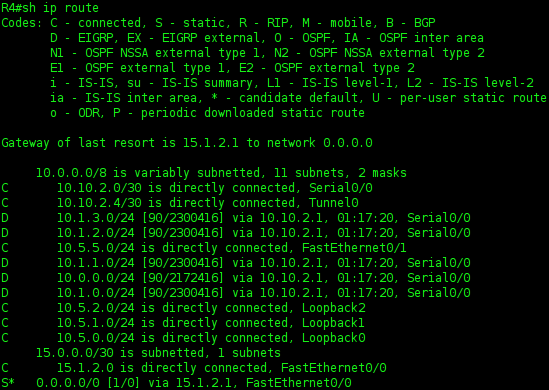 R4#sh ip route
Codes: C - connected, S - static, R - RIP, M - mobile, B - BGP
       D - EIGRP, EX - EIGRP external, O - OSPF, IA - OSPF inter area
       N1 - OSPF NSSA external type 1, N2 - OSPF NSSA external type 2
       E1 - OSPF external type 1, E2 - OSPF external type 2
       i - IS-IS, su - IS-IS summary, L1 - IS-IS level-1, L2 - IS-IS level-2
       ia - IS-IS inter area, * - candidate default, U - per-user static route
       o - ODR, P - periodic downloaded static route

Gateway of last resort is 15.1.2.1 to network 0.0.0.0

     10.0.0.0/8 is variably subnetted, 11 subnets, 2 masks
C       10.10.2.0/30 is directly connected, Serial0/0
C       10.10.2.4/30 is directly connected, Tunnel0
D       10.1.3.0/24 [90/2300416] via 10.10.2.1, 01:17:20, Serial0/0
D       10.1.2.0/24 [90/2300416] via 10.10.2.1, 01:17:20, Serial0/0
C       10.5.5.0/24 is directly connected, FastEthernet0/1
D       10.1.1.0/24 [90/2300416] via 10.10.2.1, 01:17:20, Serial0/0
D       10.0.0.0/24 [90/2172416] via 10.10.2.1, 01:17:20, Serial0/0
D       10.1.0.0/24 [90/2300416] via 10.10.2.1, 01:17:20, Serial0/0
C       10.5.2.0/24 is directly connected, Loopback2
C       10.5.1.0/24 is directly connected, Loopback1
C       10.5.0.0/24 is directly connected, Loopback0
     15.0.0.0/30 is subnetted, 1 subnets
C       15.1.2.0 is directly connected, FastEthernet0/0
S*   0.0.0.0/0 [1/0] via 15.1.2.1, FastEthernet0/0